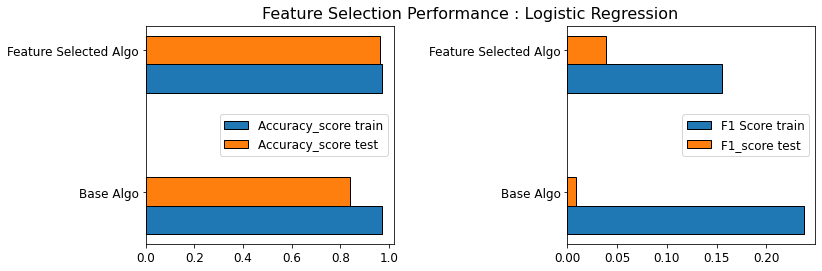 Feature Selection Performance : Logistic Regression
Feature Selected Algo
Base Algo
Accuracy_score train
Accuracy_score test
0.0 0.2 0.4 0.6 0.8 1.0
Feature Selected Algo
Base Algo
F1 Score train
F1_score test
0.00 0.05 0.10 0.15 0.20